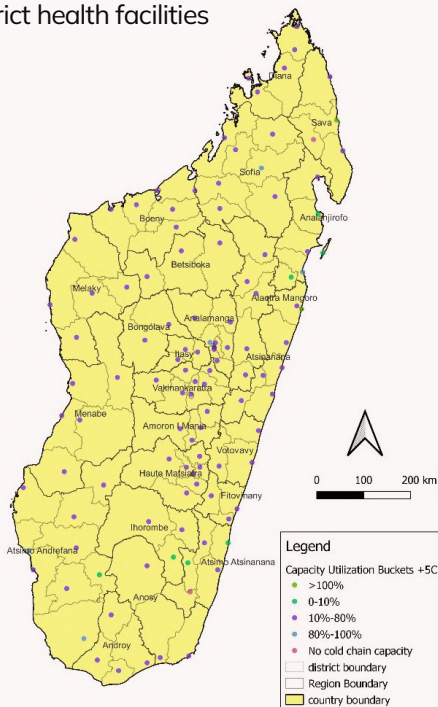 rict health facilities
Diana
Sava
Sofia
Analanjirofo
Boeny
Betsiboka
Melaky
Alaotra Mangoro
Analamanga
Bongolava
Itasy
Atsinanana
Vakinankaratra
Menabe
Amoron I Mania
Votovavy
Haute Matsiatra
Fitovinany
Ihorombe
Atsimo Andrefana
Atsimo Atsinanana
Anosy
Androy
0 100 200 km
Legend
Capacity Utilization Buckets +5C
>100%
0-10%
10%-80%
80%-100%
No cold chain capacity
district boundary
Region Boundary
country boundary